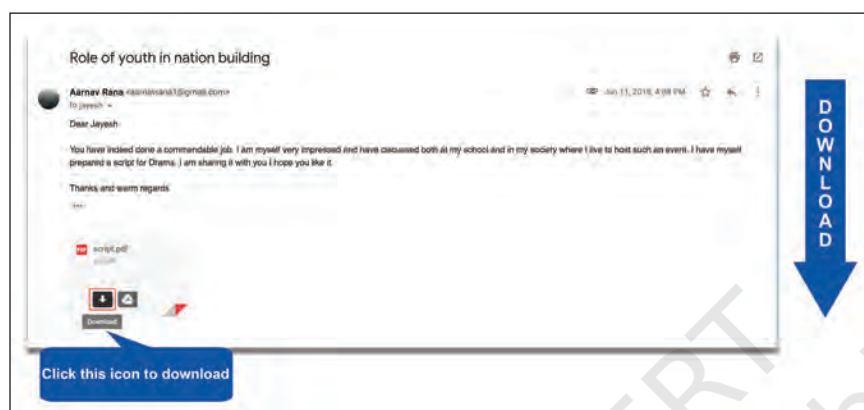 Role of youth in nation building
Aarnav Rana
to jayesh
Jun 11, 2018, 4:08 PM
Dear Jayesh
You have indeed done a commendable job. I am myself very impressed and have discussed both at my school and in my society where I live to host such an event. I have myself
prepared a script for Drama. I am sharing it with you I hope you like it.
Thanks and warm regards
PDF script.pdf
Download
Click this icon to download
DOWNLOAD
ERT